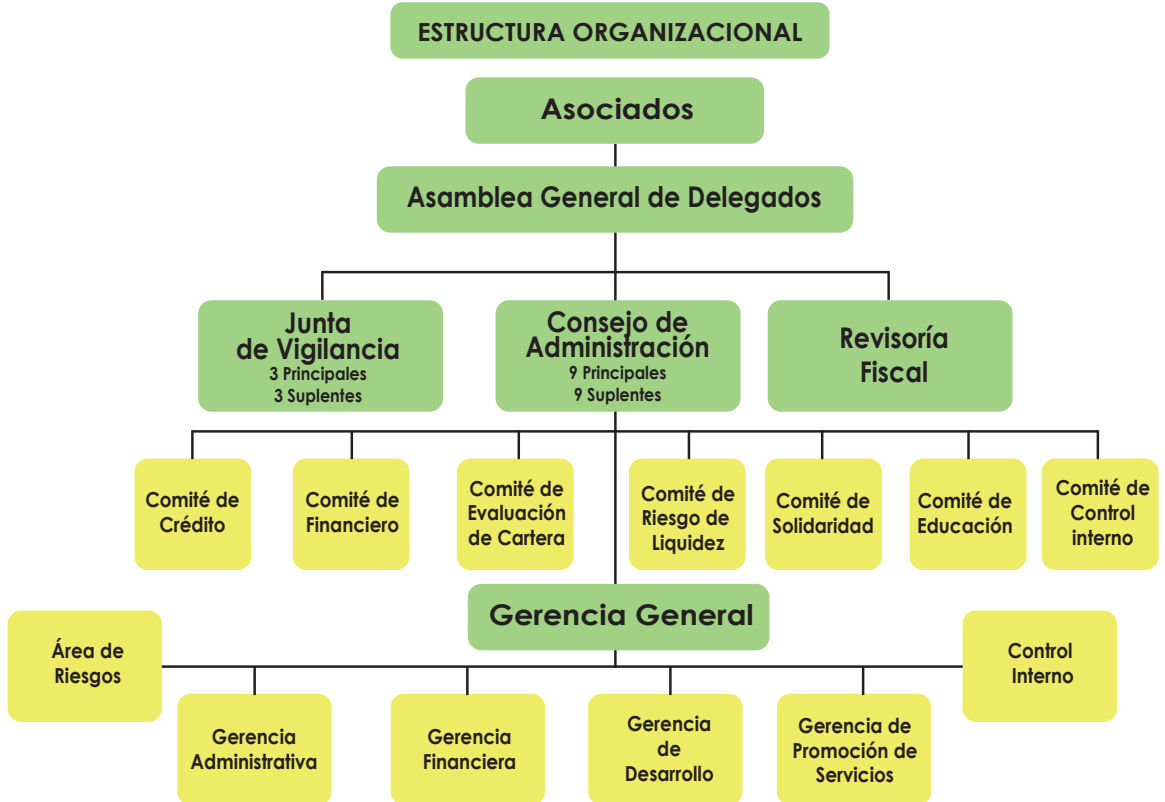 ESTRUCTURA ORGANIZACIONAL
Asociados
Asamblea General de Delegados
Junta
de Vigilancia
3 Principales
3 Suplentes
Consejo de
Administración
9 Principales
9 Suplentes
Revisoría
Fiscal
Comité de
Crédito
Comité de
Financiero
Comité de
Evaluación
de Cartera
Comité de
Riesgo de
Liquidez
Comité de
Solidaridad
Comité de
Educación
Comité de
Control
interno
Gerencia General
Área de
Riesgos
Control
Interno
Gerencia
Administrativa
Gerencia
Financiera
Gerencia
de
Desarrollo
Gerencia de
Promoción de
Servicios